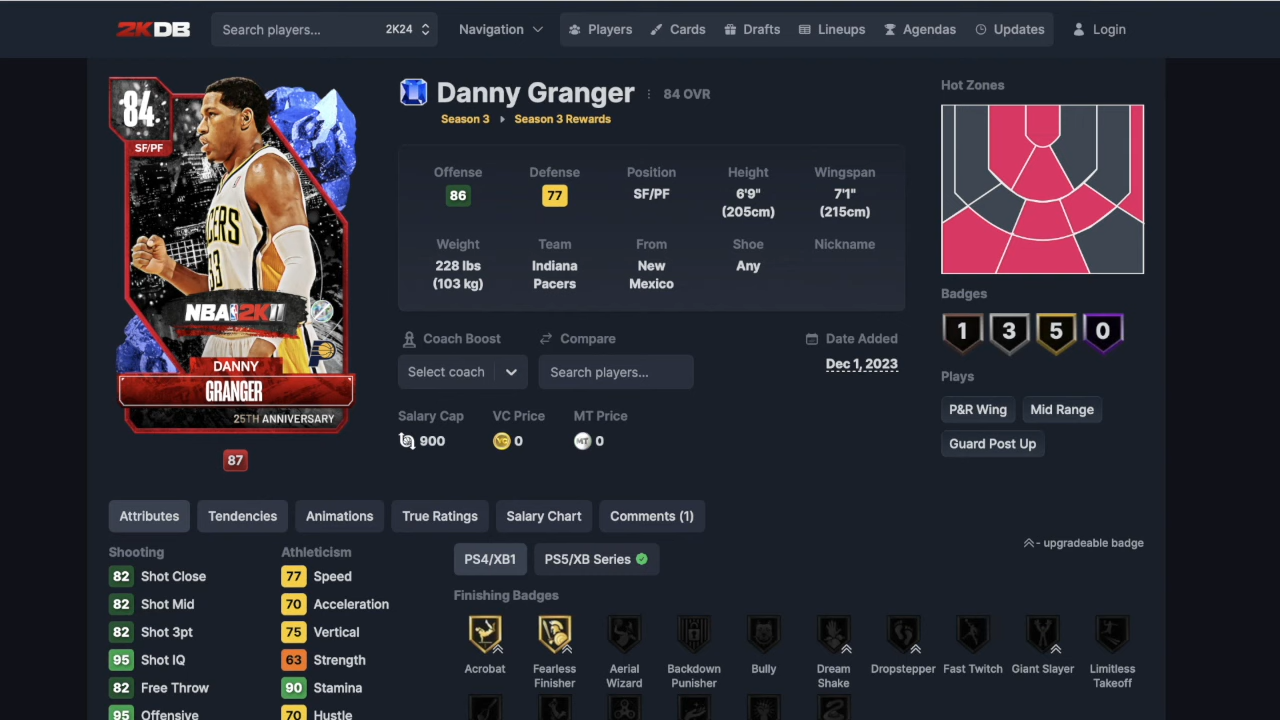 2KDB
Search players...
2K24
Navigation
Players
Cards
Drafts
Lineups
Agendas
Updates
Login
84
SF/PF
CERS
33
NBA 2K11
DANNY
GRANGER
25TH ANNIVERSARY
87
Danny Granger
84 OVR
Season 3
Season 3 Rewards
Offense
Defense
Position
Height
Wingspan
86
77
SF/PF
6'9"
(205cm)
7'1"
(215cm)
Weight
Team
From
Shoe
Nickname
228 lbs
(103 kg)
Indiana
Pacers
New
Mexico
Any
Coach Boost
Compare
Date Added
Select coach
Search players...
Dec 1, 2023
Salary Cap
VC Price
MT Price
900
VC 0
MT 0
Hot Zones
Badges
1
3
5
0
Plays
P&R Wing
Mid Range
Guard Post Up
Attributes
Tendencies
Animations
True Ratings
Salary Chart
Comments (1)
- upgradeable badge
Shooting
82 Shot Close
82 Shot Mid
82 Shot 3pt
95 Shot IQ
82 Free Throw
95 Offensive
Athleticism
77 Speed
70 Acceleration
75 Vertical
63 Strength
90 Stamina
70 Hustle
PS4/XB1
PS5/XB Series
Finishing Badges
Acrobat
Fearless
Finisher
Aerial
Wizard
Backdown
Punisher
Bully
Dream
Shake
Dropstepper
Fast Twitch
Giant Slayer
Limitless
Takeoff